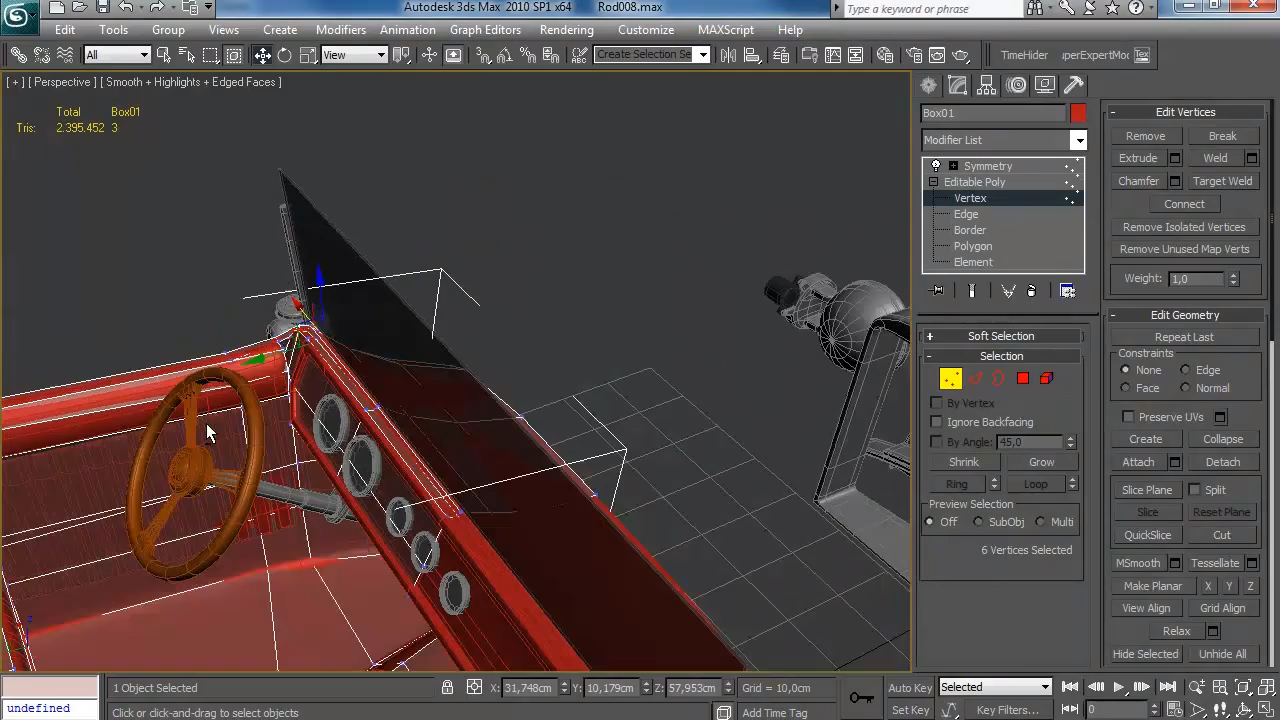 Autodesk 3ds Max 2010 SP1 x64 Rod008.max
Type a keyword or phrase
Edit Tools Group Views Create Modifiers Animation Graph Editors Rendering Customize MAXScript Help
All View Create Selection Se TimeHider perExpertMoc Tex
[ + ] [ Perspective ] [ Smooth + Highlights + Edged Faces ]
Total Box01
Tris: 2.395.452 3
Box01
Modifier List
Symmetry
Editable Poly
Vertex
Edge
Border
Polygon
Element
+ Soft Selection
- Selection
By Vertex
Ignore Backfacing
By Angle: 45,0
Shrink Grow
Ring Loop
Preview Selection
Off SubObj Multi
6 Vertices Selected
- Edit Vertices
Remove Break
Extrude Weld
Chamfer Target Weld
Connect
Remove Isolated Vertices
Remove Unused Map Verts
Weight: 1,0
- Edit Geometry
Repeat Last
Constraints
None Edge
Face Normal
Preserve UVs
Create Collapse
Attach Detach
Slice Plane Split
Slice Reset Plane
QuickSlice Cut
MSmooth Tessellate
Make Planar X Y Z
View Align Grid Align
Relax
Hide Selected Unhide All
1 Object Selected X: 31,748cm Y: 10,179cm Z: 57,953cm Grid = 10,0cm Auto Key Selected
undefined Click or click-and-drag to select objects Add Time Tag Set Key Key Filters... 0